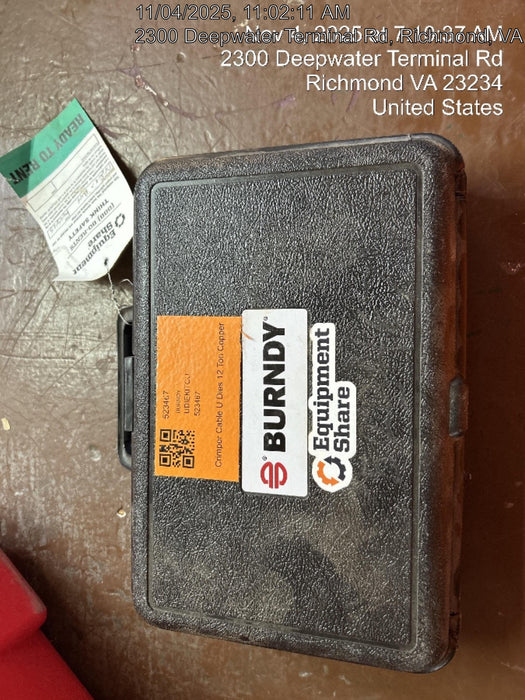 11/04/2025, 11:02:11 AM
2300 Deepwater Terminal Rd, Richmond, VA
2300 Deepwater Terminal Rd
Richmond VA 23234
United States
READY TO RENT
THINK SAFETY
Equipment
Share
523467
BURNDY
523467
Crimper Cable U Dies 12 Ton Copper
BURNDY®
Equipment
Share